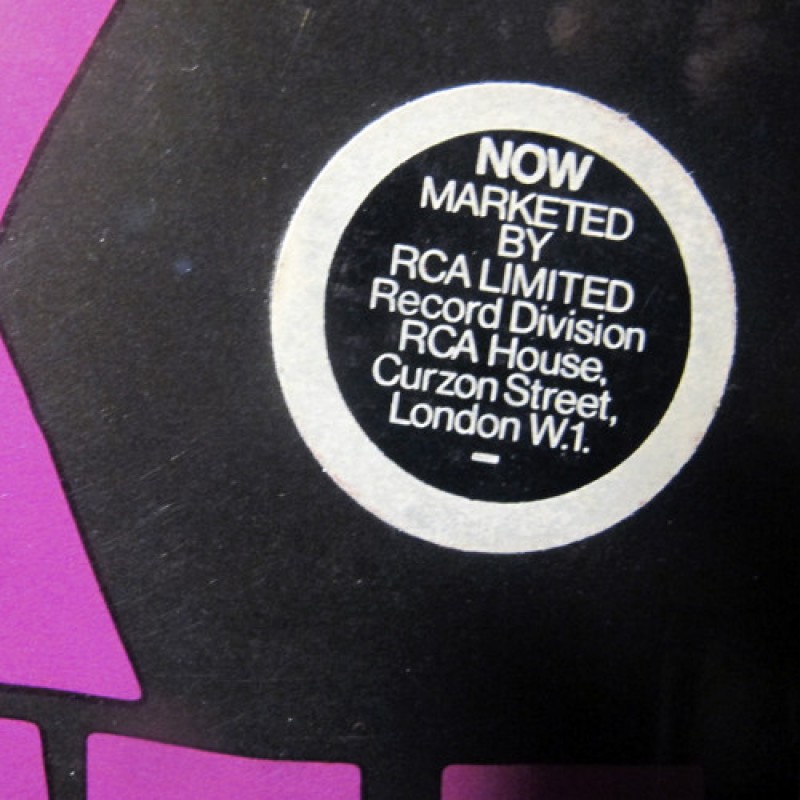 NOW
MARKETED
BY
RCA LIMITED
Record Division
RCA House,
Curzon Street,
London W.1.